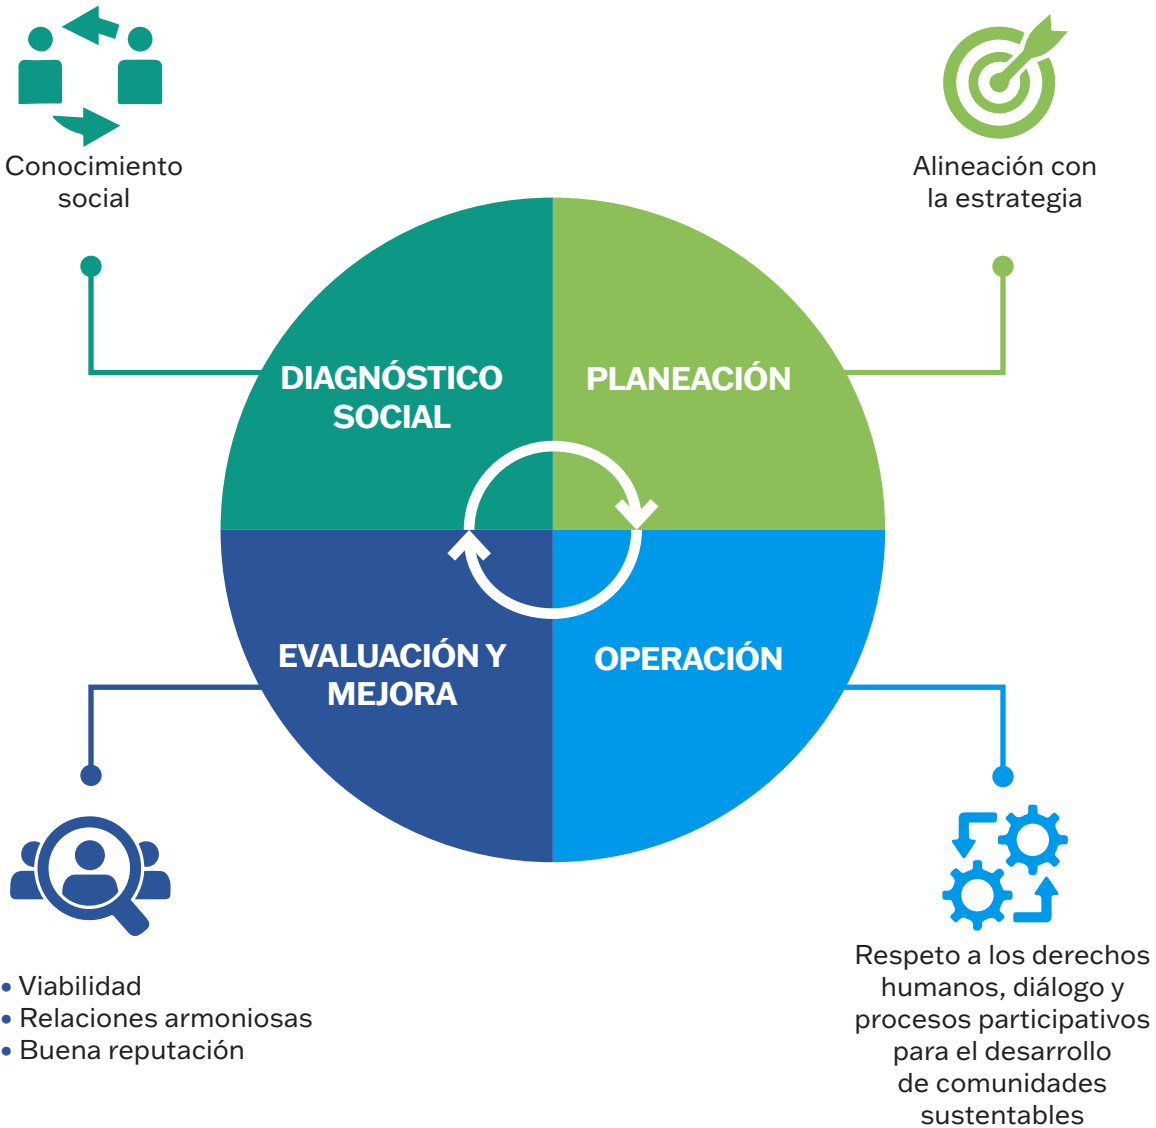 Conocimiento
social
Alineación con
la estrategia
DIAGNÓSTICO
SOCIAL
PLANEACIÓN
EVALUACIÓN Y
MEJORA
OPERACIÓN
• Viabilidad
• Relaciones armoniosas
• Buena reputación
Respeto a los derechos
humanos, diálogo y
procesos participativos
para el desarrollo
de comunidades
sustentables